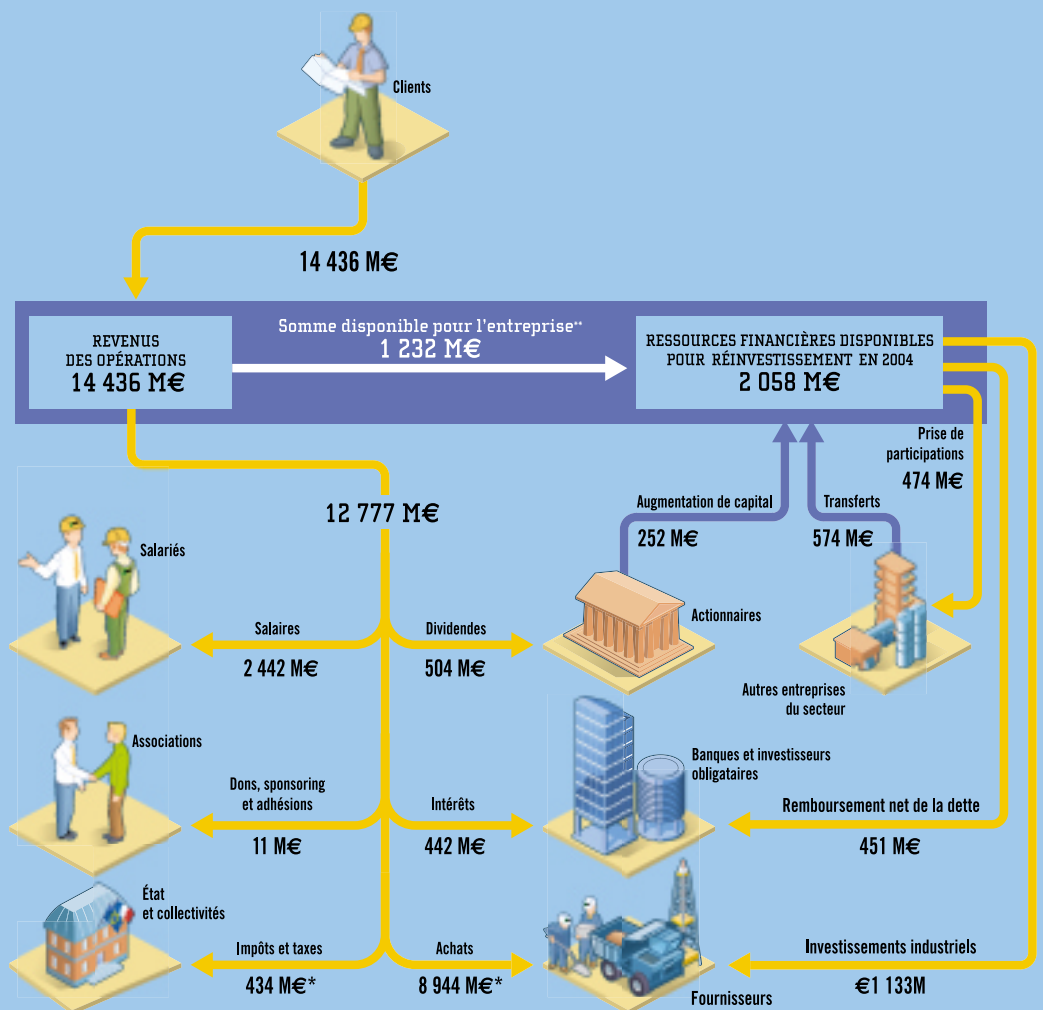 Clients
14 436 M€
REVENUS
DES OPÉRATIONS
14 436 M€
Somme disponible pour l'entreprise**
1 232 M€
RESSOURCES FINANCIÈRES DISPONIBLES
POUR RÉINVESTISSEMENT EN 2004
2 058 M€
Prise de
participations
474 M€
12 777 M€
Augmentation de capital
252 M€
Transferts
574 M€
Salariés
Salaires
2 442 M€
Dividendes
504 M€
Actionnaires
Autres entreprises
du secteur
Associations
Dons, sponsoring
et adhésions
11 M€
Intérêts
442 M€
Banques et investisseurs
obligataires
Remboursement net de la dette
451 M€
État
et collectivités
Impôts et taxes
434 M€*
Achats
8 944 M€*
Fournisseurs
Investissements industriels
€1 133M